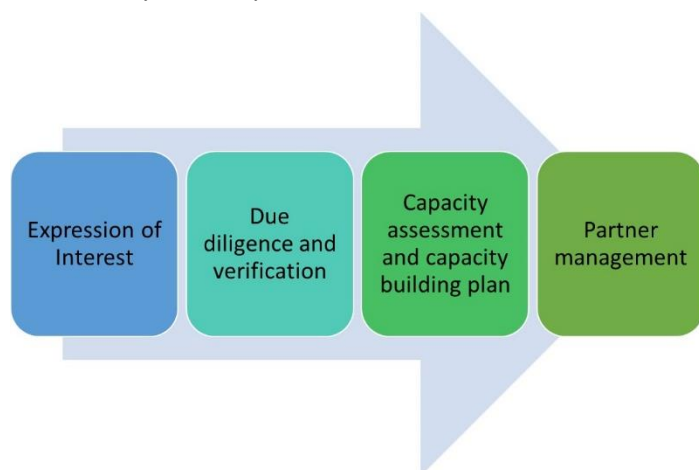 Expression of
Interest
Due
diligence and
verification
Capacity
assessment
and capacity
building plan
Partner
management